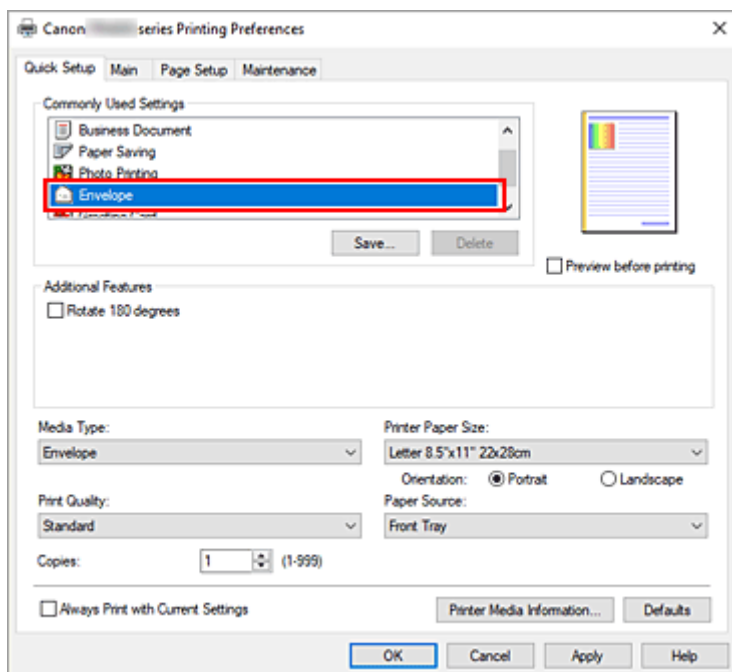 Canon series Printing Preferences
Quick Setup Main Page Setup Maintenance
Commonly Used Settings
Business Document
Paper Saving
Photo Printing
Envelope
Greeting Card
Save... Delete
Preview before printing
Additional Features
Rotate 180 degrees
Media Type: Printer Paper Size:
Envelope Letter 8.5"x11" 22x28cm
Orientation: Portrait Landscape
Print Quality: Paper Source:
Standard Front Tray
Copies: 1 (1-999)
Always Print with Current Settings Printer Media Information... Defaults
OK Cancel Apply Help